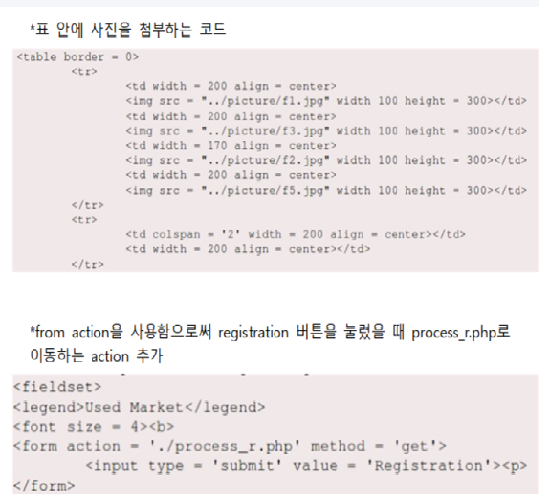 *표 안에 사진을 첨부하는 코드
<table border = 0>
<tr>
<td width = 200 align = center>
<img src = "../picture/f1.jpg" width 100 height = 300></td>
<td width = 200 align = center>
<img src = "../picture/f3.jpg" width 100 height = 300></td>
<td width = 170 align = center>
<img src = "../picture/f2.jpg" width 100 height = 300></td>
<td width = 200 align = center>
<img src = "../picture/f5.jpg" width 100 height = 300></td>
</tr>
<tr>
<td colspan = '2' width = 200 align = center></td>
<td width = 200 align = center></td>
</tr>
*from action을 사용함으로써 registration 버튼을 눌렀을 때 process_r.php로
이동하는 action 추가
<fieldset>
<legend>Used Market</legend>
<font size = 4><b>
<form action = './process_r.php' method = 'get'>
<input type = 'submit' value = 'Registration'><p>
</form>